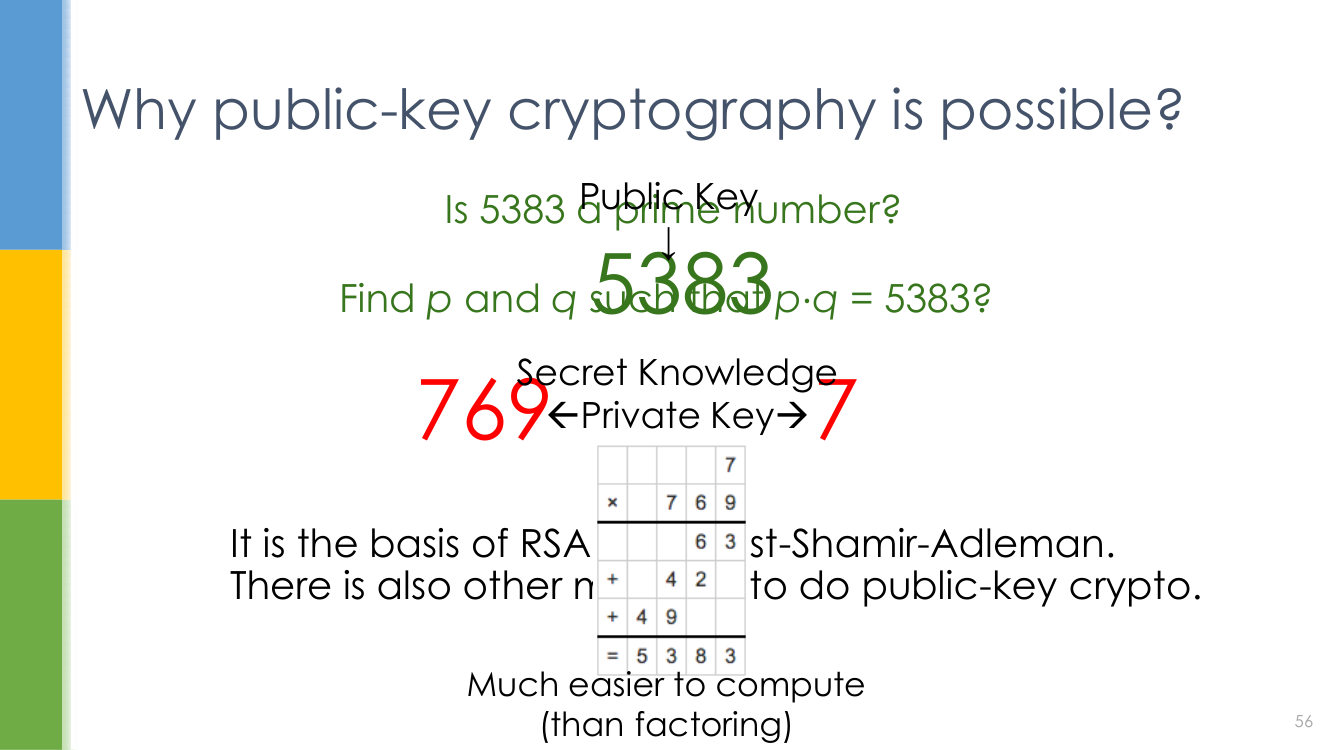 Why public-key cryptography is possible?
Public Key
Is 5383 a prime number?
↓
5383
Find p and q such that p·q = 5383?
Secret Knowledge
769 ←Private Key→ 7
7
× 7 6 9
6 3
+ 4 2
+ 4 9
= 5 3 8 3
It is the basis of RSA st-Shamir-Adleman.
There is also other to do public-key crypto.
Much easier to compute
(than factoring)
56